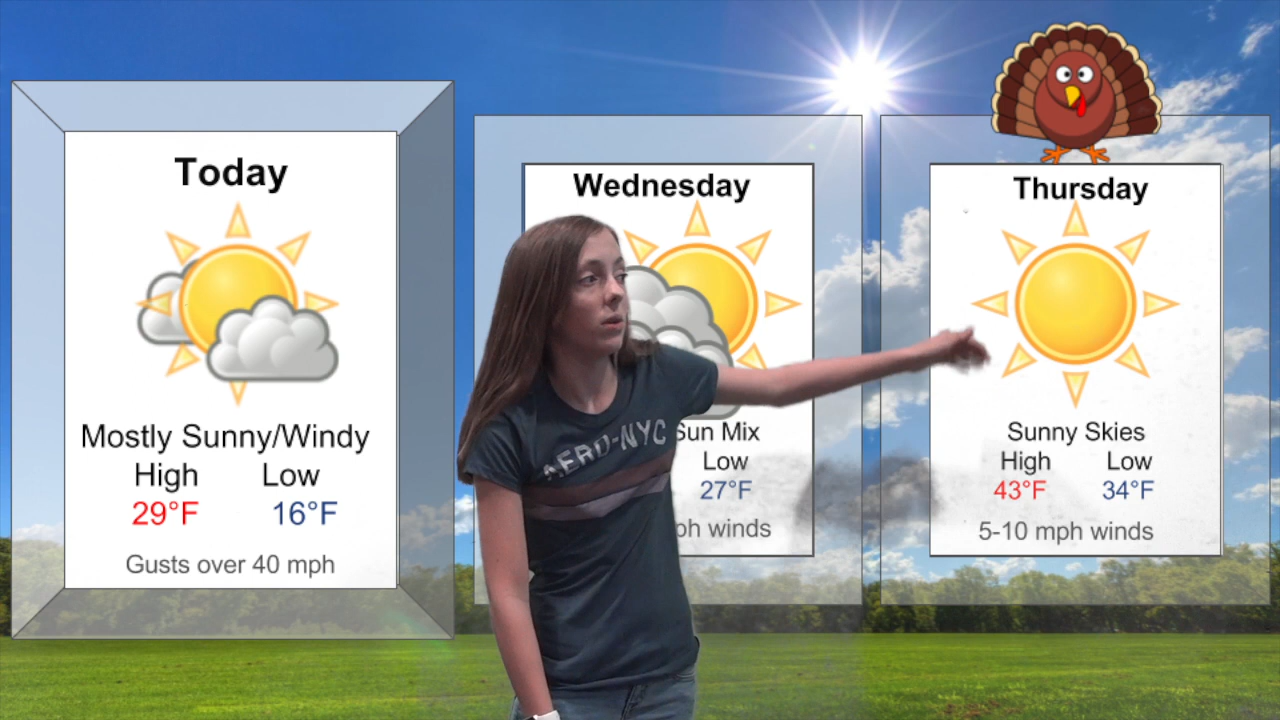 Today
Mostly Sunny/Windy
High Low
29°F 16°F
Gusts over 40 mph
Wednesday
Sun Mix
Low
27°F
winds
AERO-NYC
Thursday
Sunny Skies
High Low
43°F 34°F
5-10 mph winds